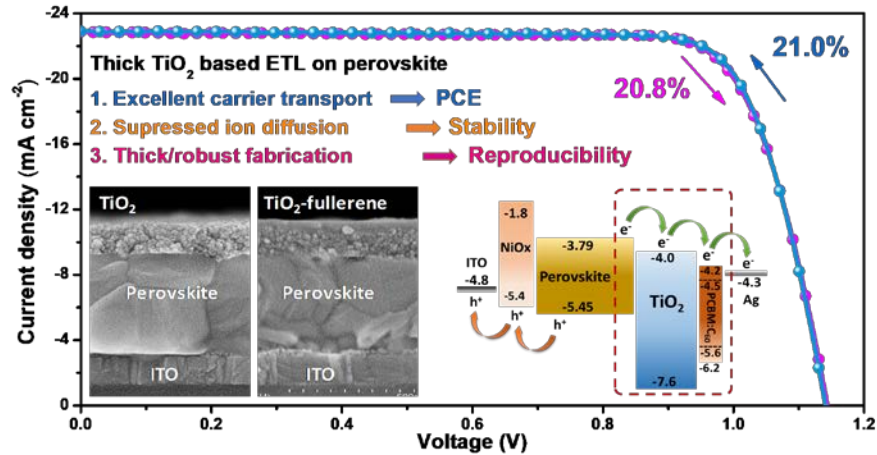 Thick TiO2 based ETL on perovskite
1. Excellent carrier transport PCE
2. Supressed ion diffusion Stability
3. Thick/robust fabrication Reproducibility
21.0%
20.8%
TiO2
Perovskite
ITO
TiO2-fullerene
Perovskite
ITO
ITO
-4.8
h+
-1.8
NiOx
-5.4
h+
-3.79
Perovskite
-5.45
h+
e-
e-
-4.0
TiO2
-7.6
e-
-4.2
-4.5
PCBM:C60
-5.6
-6.2
e-
-4.3
Ag
Current density (mA cm-2)
-24
-20
-16
-12
-8
-4
0
0.0 0.2 0.4 0.6 0.8 1.0 1.2
Voltage (V)